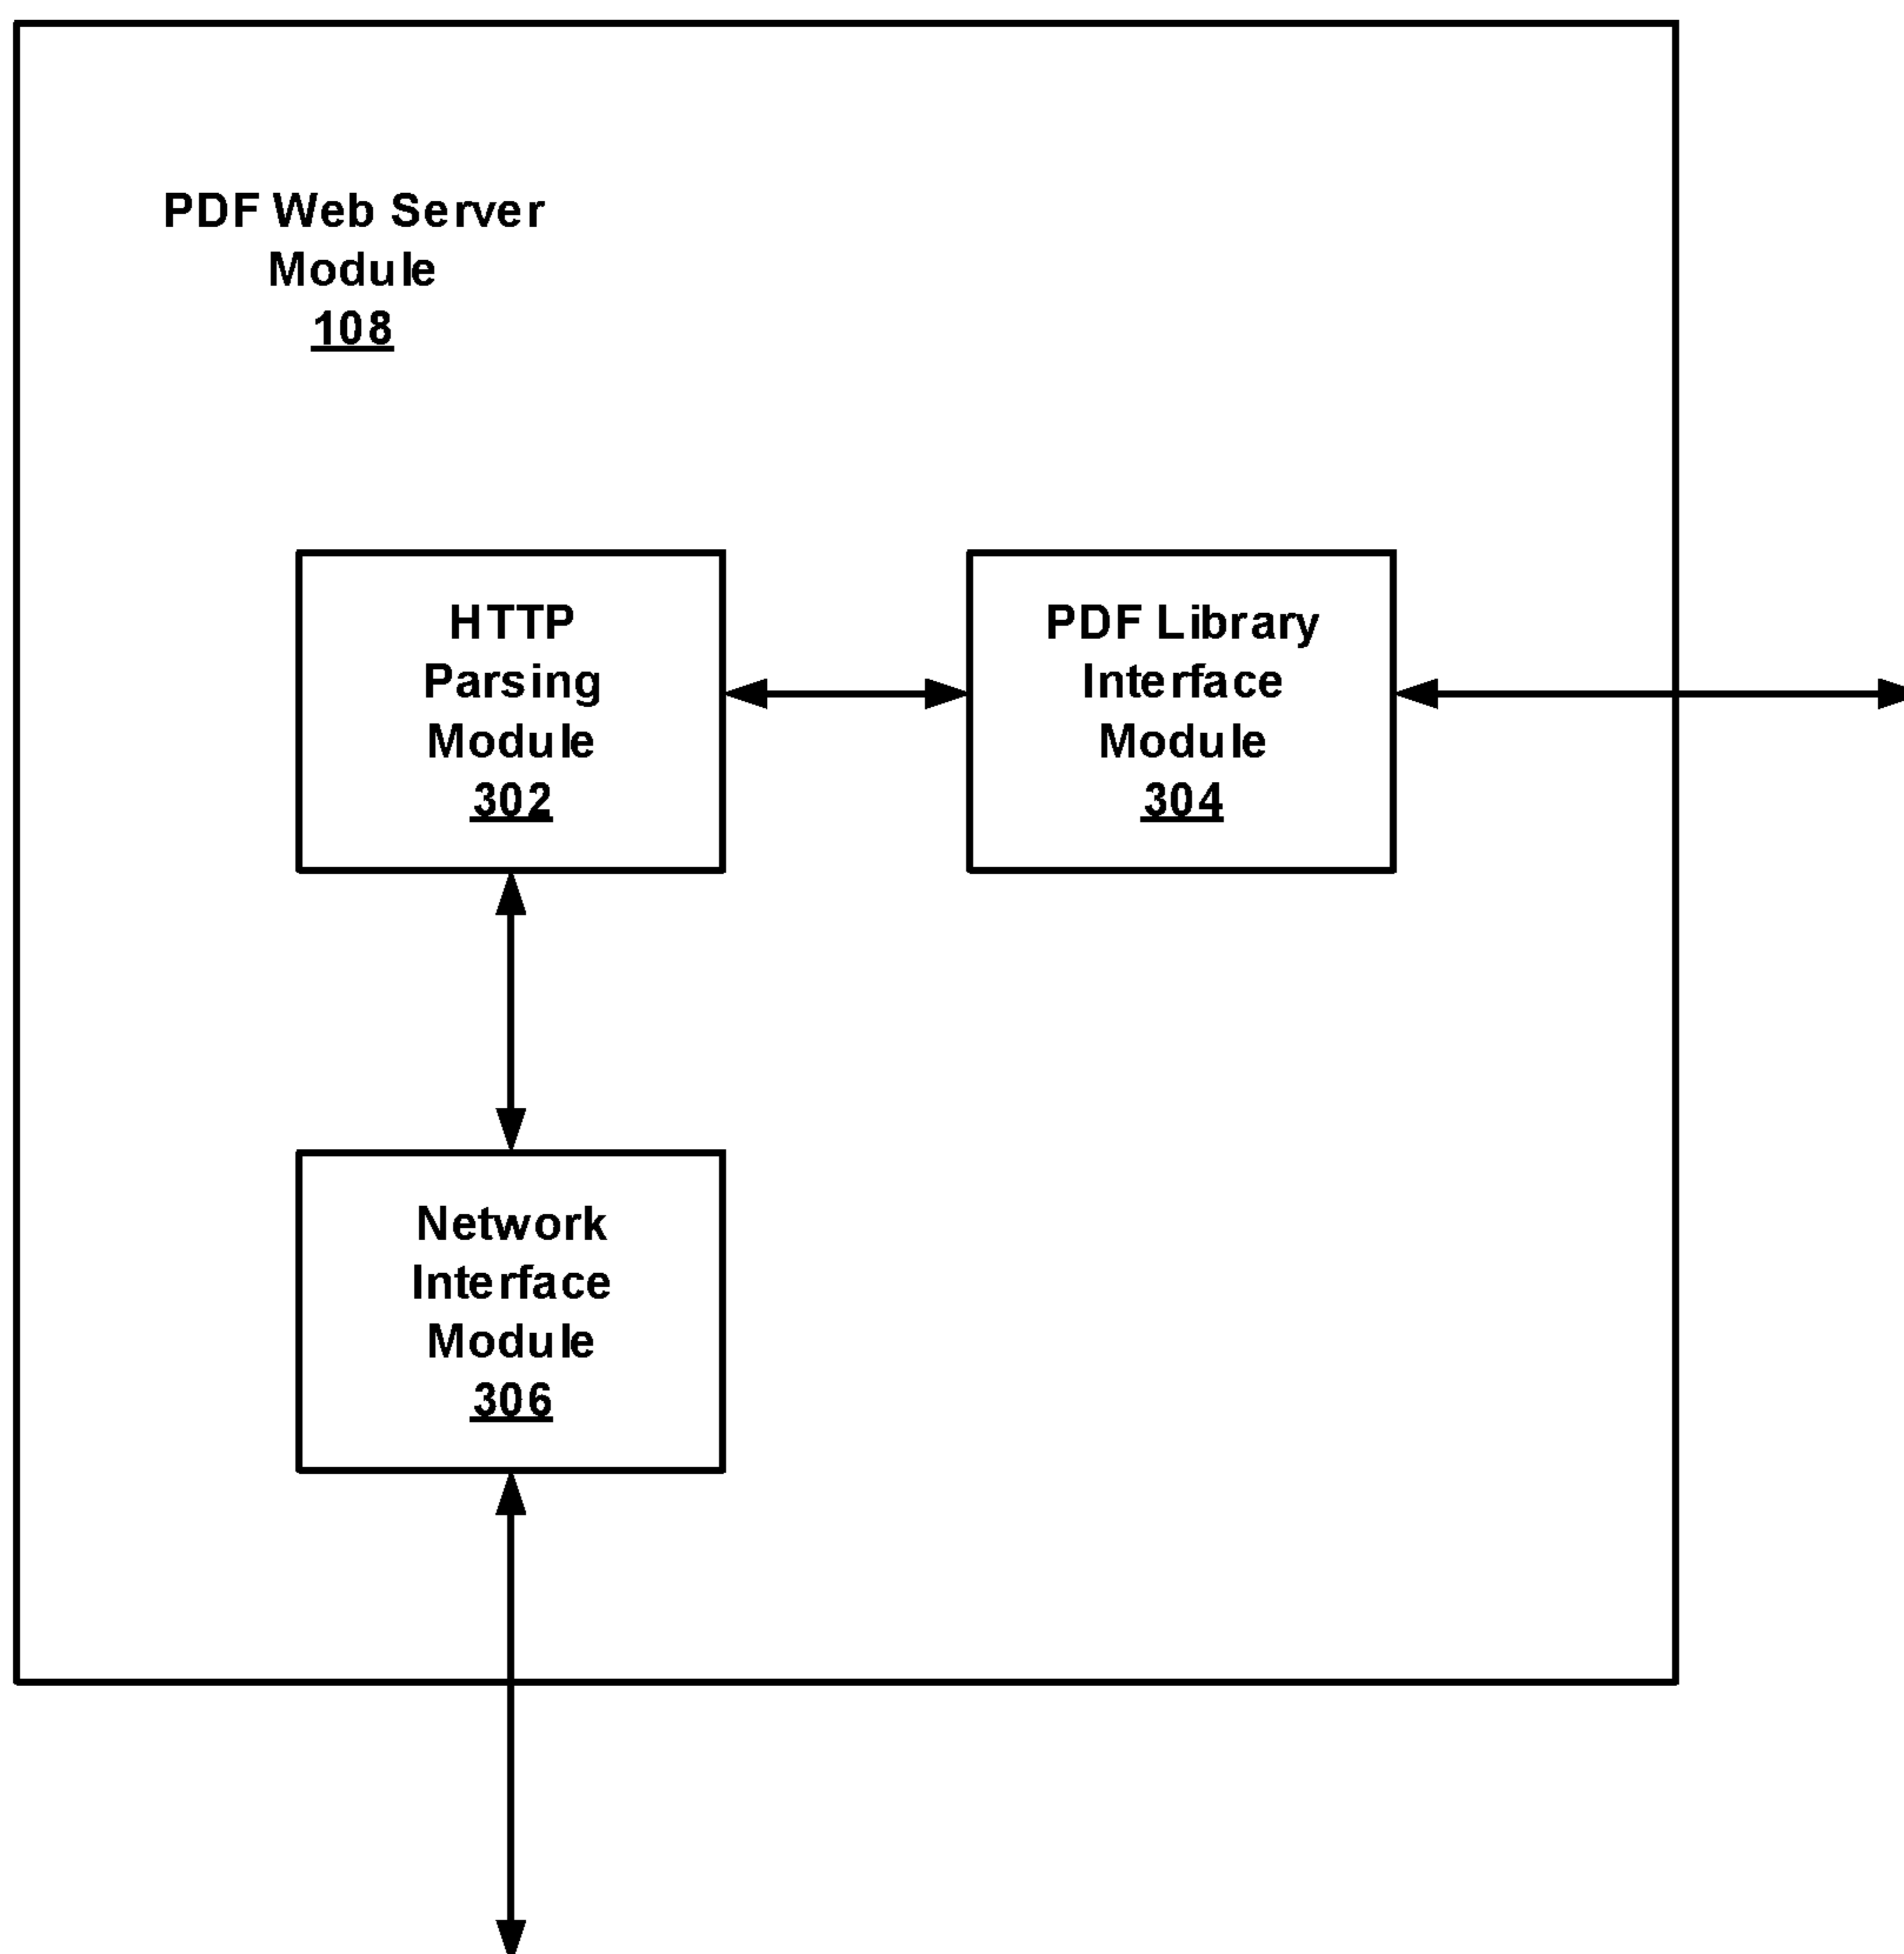 PDF Web Server
Module
108
HTTP
Parsing
Module
302
PDF Library
Interface
Module
304
Network
Interface
Module
306